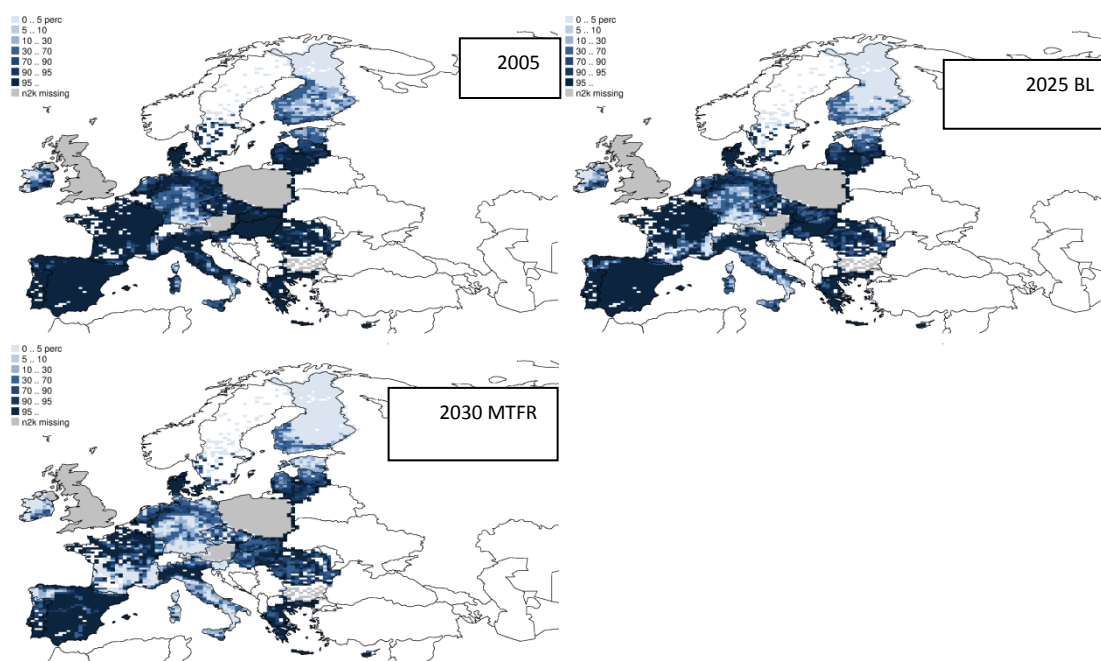 0 .. 5 perc
5 .. 10
10 .. 30
30 .. 70
70 .. 90
90 .. 95
95 ..
n2k missing
2005
0 .. 5 perc
5 .. 10
10 .. 30
30 .. 70
70 .. 90
90 .. 95
95 ..
n2k missing
2025 BL
0 .. 5 perc
5 .. 10
10 .. 30
30 .. 70
70 .. 90
90 .. 95
95 ..
n2k missing
2030 MTFR